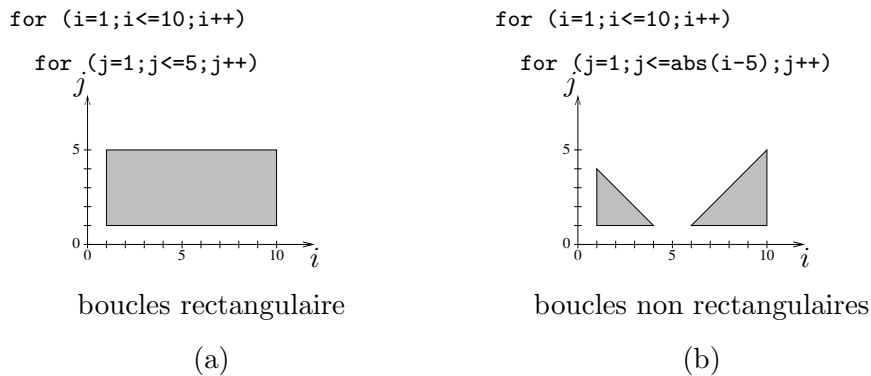 for (i=1;i<=10;i++)
for (j=1;j<=5;j++)
j
5
0
0
5
10
i
boucles rectangulaire
(a)
for (i=1;i<=10;i++)
for (j=1;j<=abs(i-5);j++)
j
5
0
0
5
10
i
boucles non rectangulaires
(b)